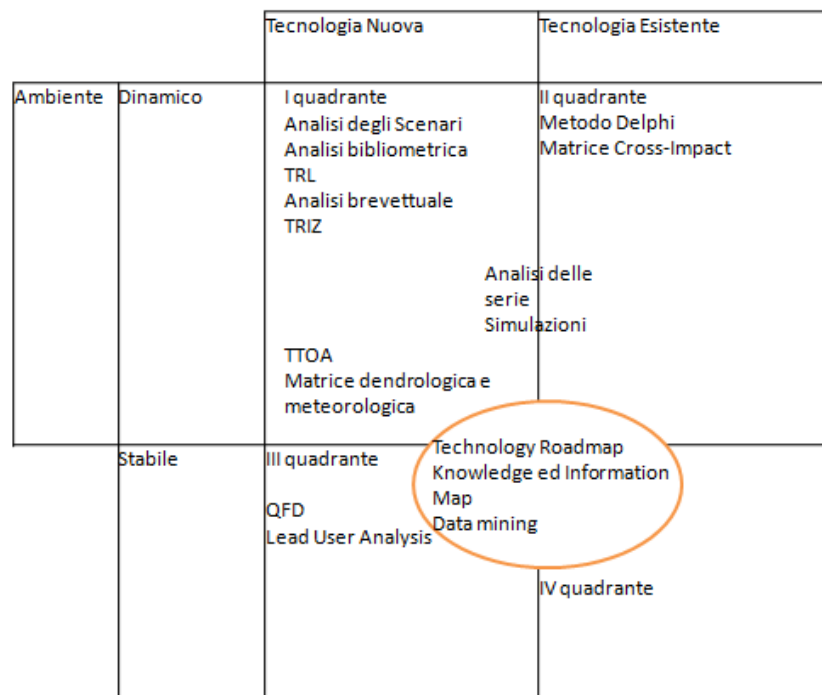 Tecnologia Nuova
Tecnologia Esistente
Ambiente
Dinamico
I quadrante
Analisi degli Scenari
Analisi bibliometrica
TRL
Analisi brevettuale
TRIZ
II quadrante
Metodo Delphi
Matrice Cross-Impact
Analisi delle
serie
Simulazioni
TTOA
Matrice dendrologica e
meteorologica
Stabile
III quadrante
QFD
Lead User Analysis
Technology Roadmap
Knowledge ed Information
Map
Data mining
IV quadrante